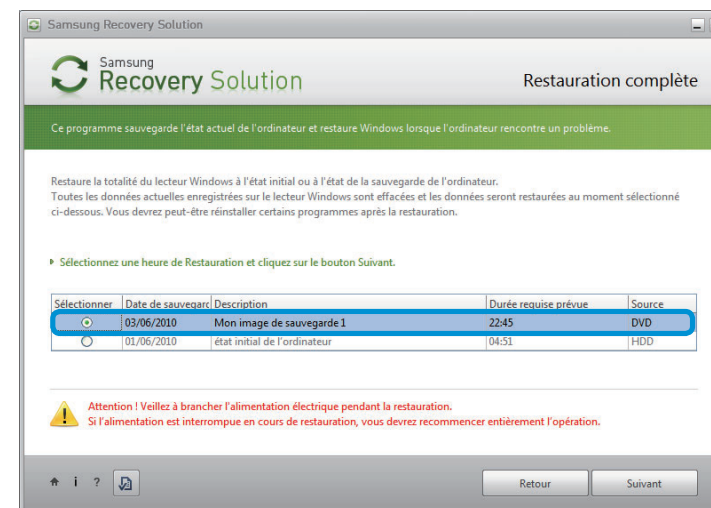 Samsung Recovery Solution
Samsung
Recovery Solution
Restauration complète
Ce programme sauvegarde l'état actuel de l'ordinateur et restaure Windows lorsque l'ordinateur rencontre un problème.
Restaure la totalité du lecteur Windows à l'état initial ou à l'état de la sauvegarde de l'ordinateur.
Toutes les données actuelles enregistrées sur le lecteur Windows sont effacées et les données seront restaurées au moment sélectionné
ci-dessous. Vous devrez peut-être réinstaller certains programmes après la restauration.
Sélectionnez une heure de Restauration et cliquez sur le bouton Suivant.
Sélectionner Date de sauvegarc Description Durée requise prévue Source
03/06/2010 Mon image de sauvegarde 1 22:45 DVD
01/06/2010 état initial de l'ordinateur 04:51 HDD
Attention ! Veillez à brancher l'alimentation électrique pendant la restauration.
Si l'alimentation est interrompue en cours de restauration, vous devrez recommencer entièrement l'opération.
i ? Retour Suivant